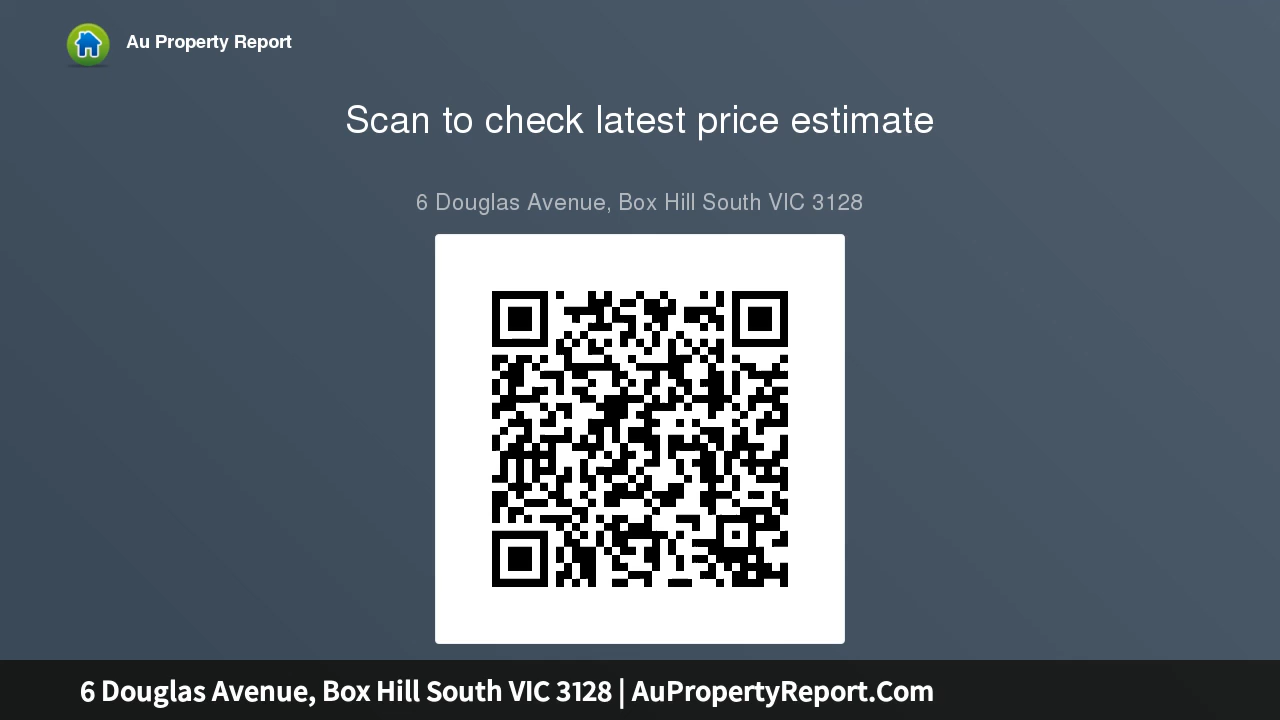 Au Property Report
Scan to check latest price estimate
6 Douglas Avenue, Box Hill South VIC 3128
6 Douglas Avenue, Box Hill South VIC 3128 | AuPropertyReport.Com